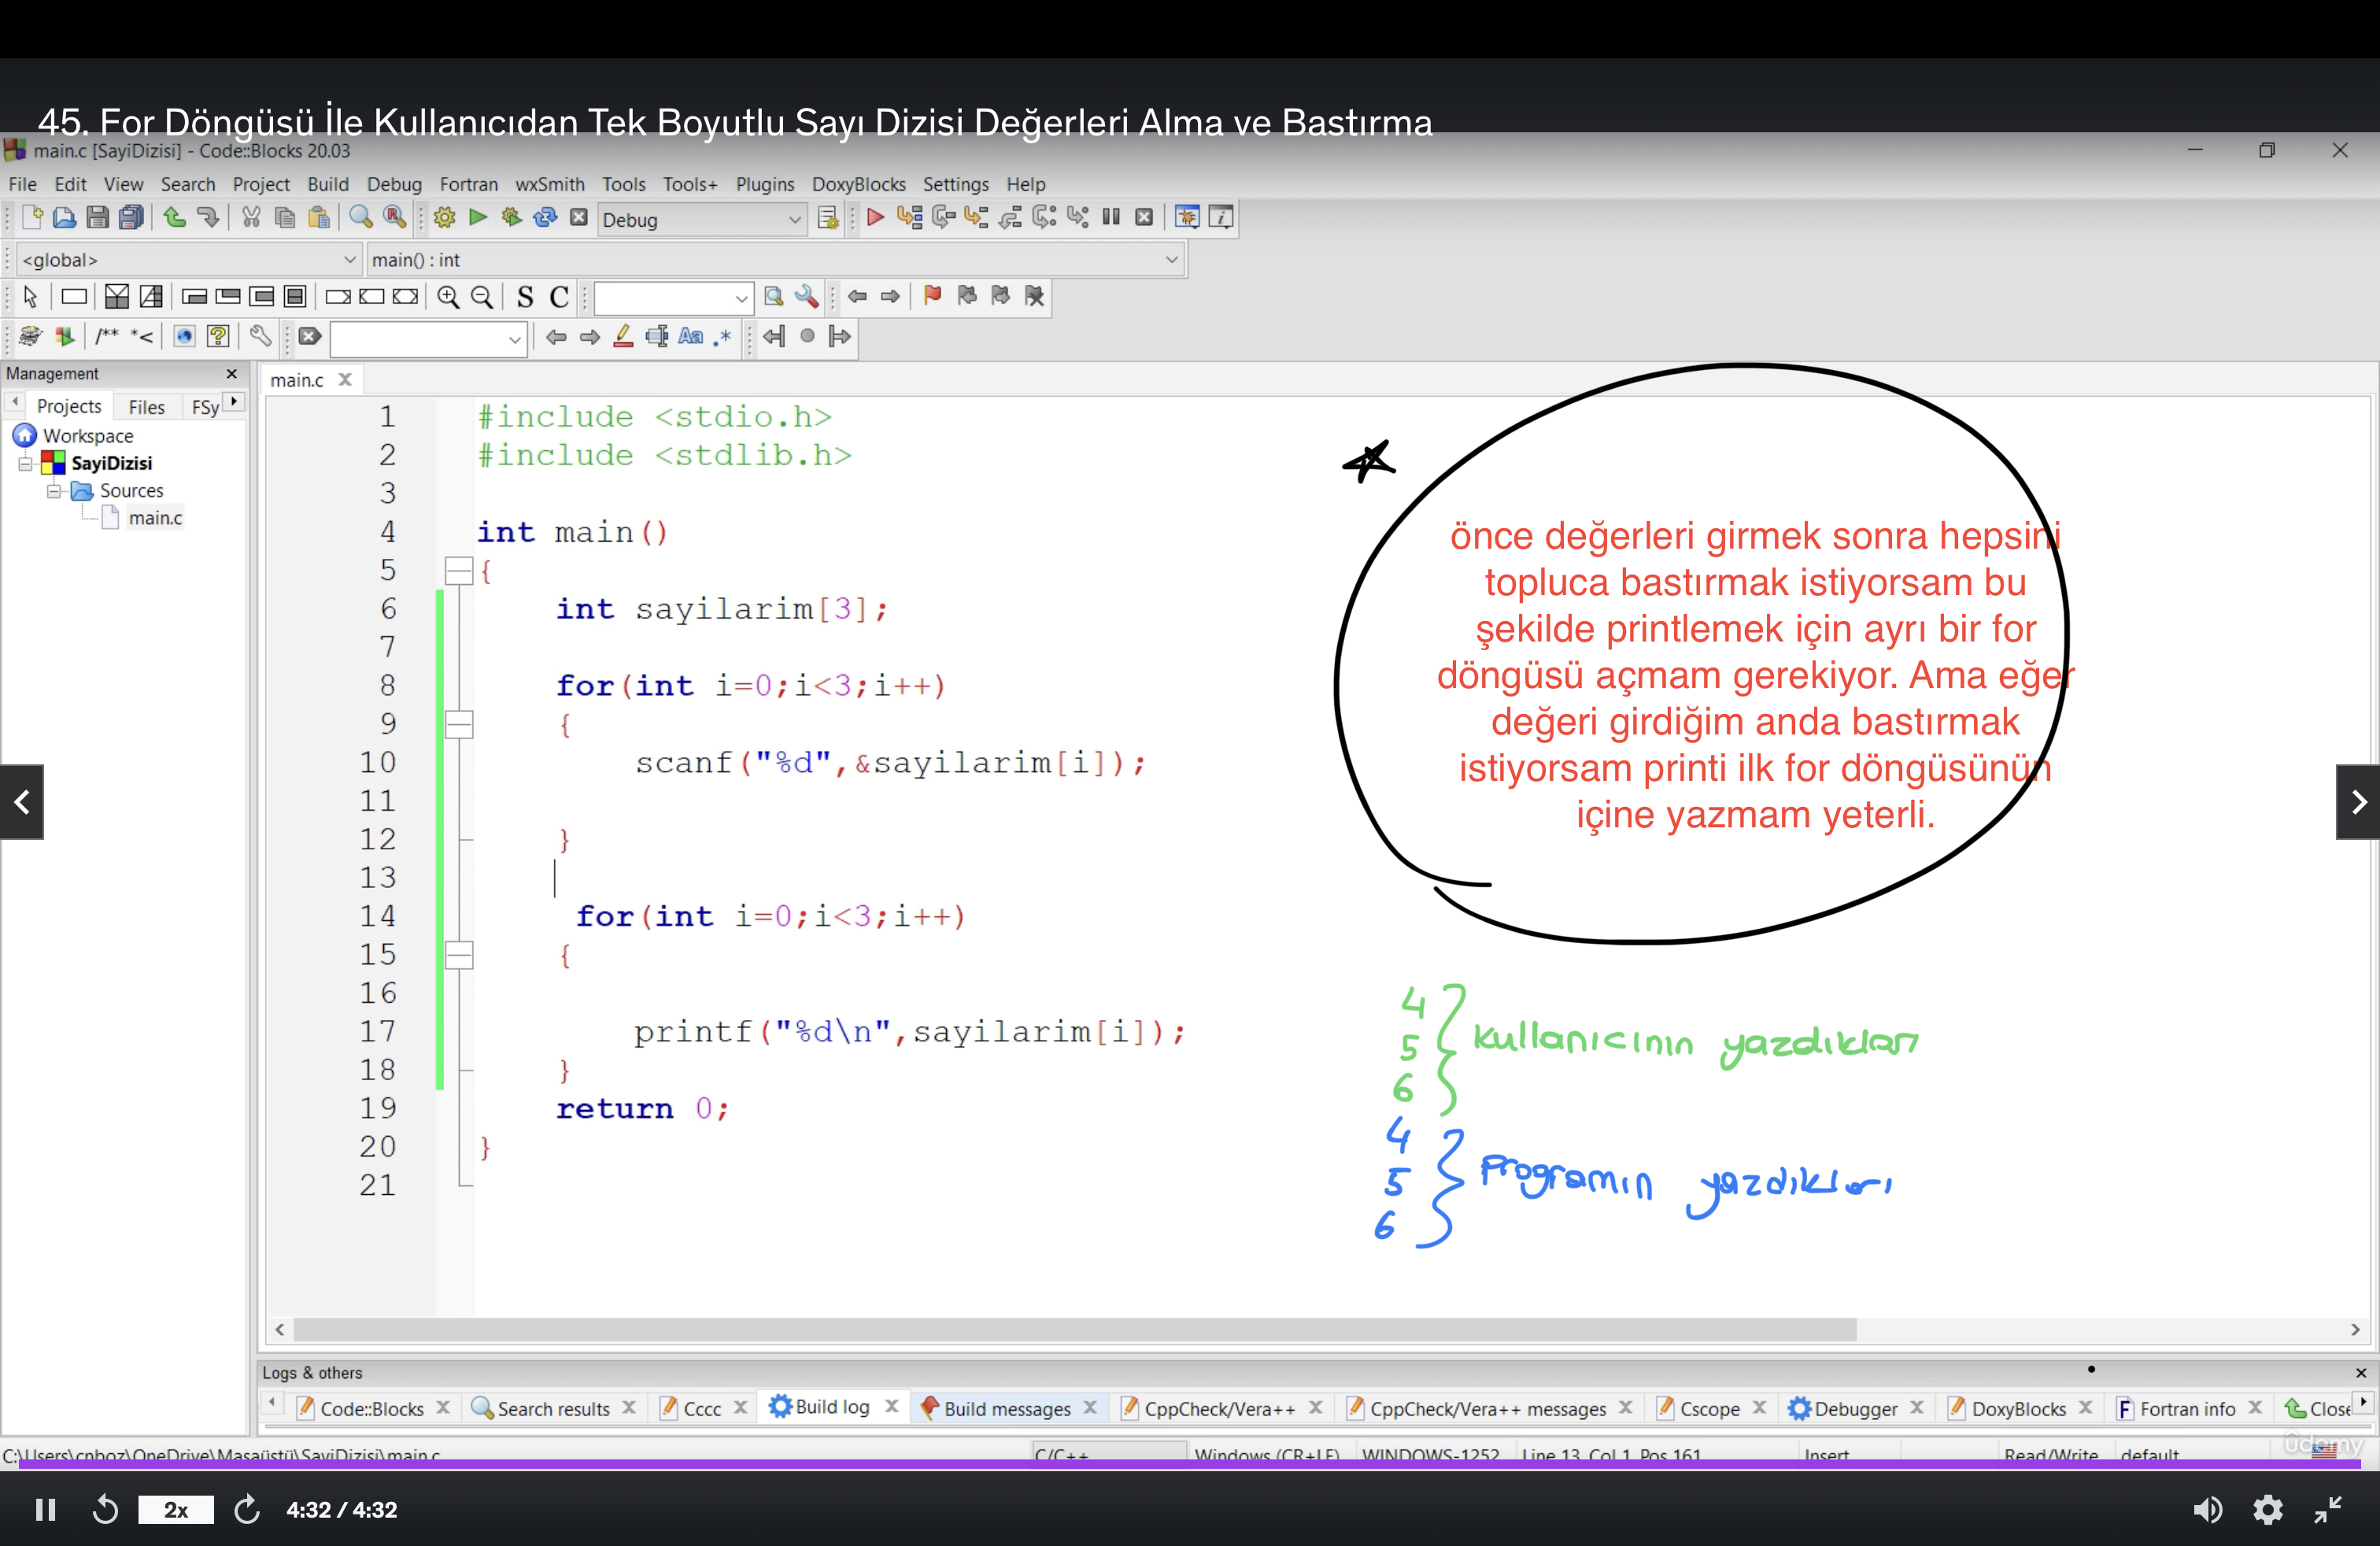 45. For Döngüsü İle Kullanıcıdan Tek Boyutlu Sayı Dizisi Değerleri Alma ve Bastırma
main.c [SayiDizisi] - Code::Blocks 20.03
File Edit View Search Project Build Debug Fortran wxSmith Tools Tools+ Plugins DoxyBlocks Settings Help
Debug
<global> main() : int
S C
/** *< Aa .*
Management
main.c
Projects Files FSy
Workspace
SayiDizisi
Sources
main.c
1 #include <stdio.h>
2 #include <stdlib.h>
3
4 int main()
5 {
6 int sayilarim[3];
7
8 for(int i=0;i<3;i++)
9 {
10 scanf("%d",&sayilarim[i]);
11
12 }
13
14 for(int i=0;i<3;i++)
15 {
16
17 printf("%d\n",sayilarim[i]);
18 }
19 return 0;
20 }
21
önce değerleri girmek sonra hepsini
topluca bastırmak istiyorsam bu
şekilde printlemek için ayrı bir for
döngüsü açmam gerekiyor. Ama eğer
değeri girdiğim anda bastırmak
istiyorsam printi ilk for döngüsünün
içine yazmam yeterli.
4
5 kullanıcının yazdıkları
6
4
5 Programın yazdıkları
6
Logs & others
Code::Blocks Search results Cccc Build log Build messages CppCheck/Vera++ CppCheck/Vera++ messages Cscope Debugger DoxyBlocks Fortran info Close
C:\Users\cnboz\OneDrive\Masaüstü\SayiDizisi\main.c C/C++ Windows (CR+LF) WINDOWS-1252 Line 13, Col 1, Pos 161 Insert Read/Write default
ûdemy
2x 4:32 / 4:32